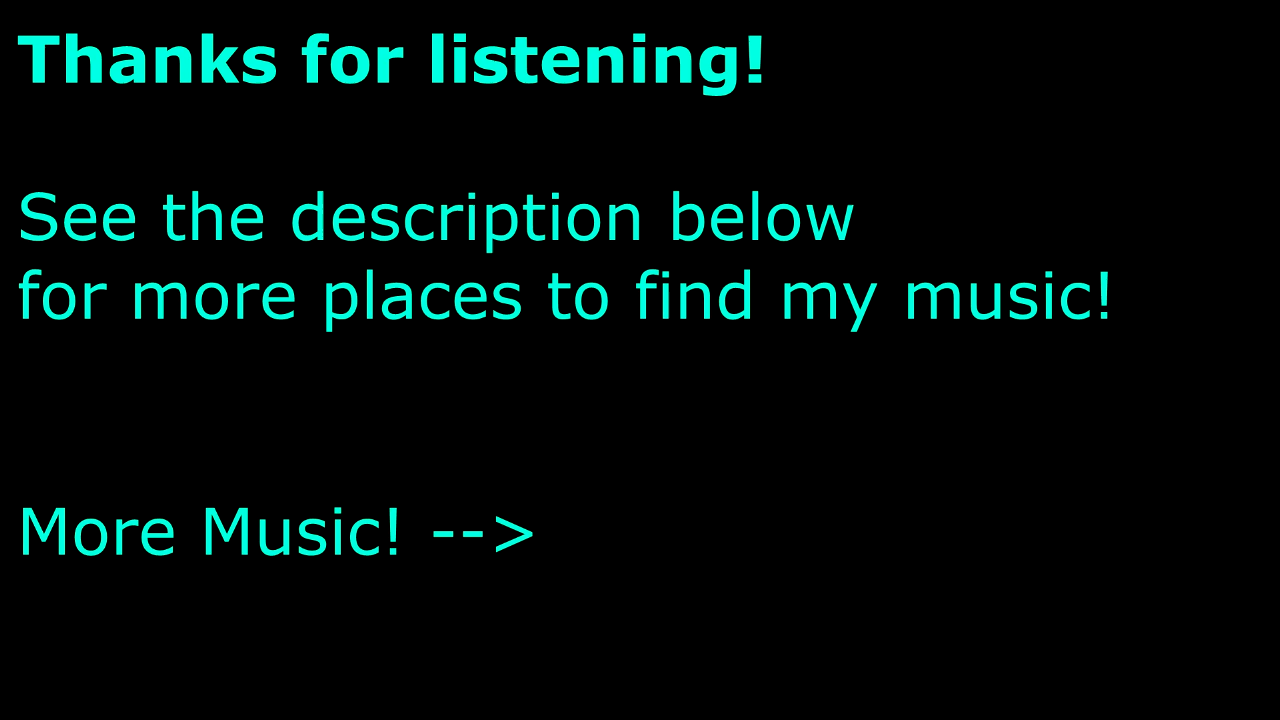 Thanks for listening!
See the description below
for more places to find my music!
More Music! -->